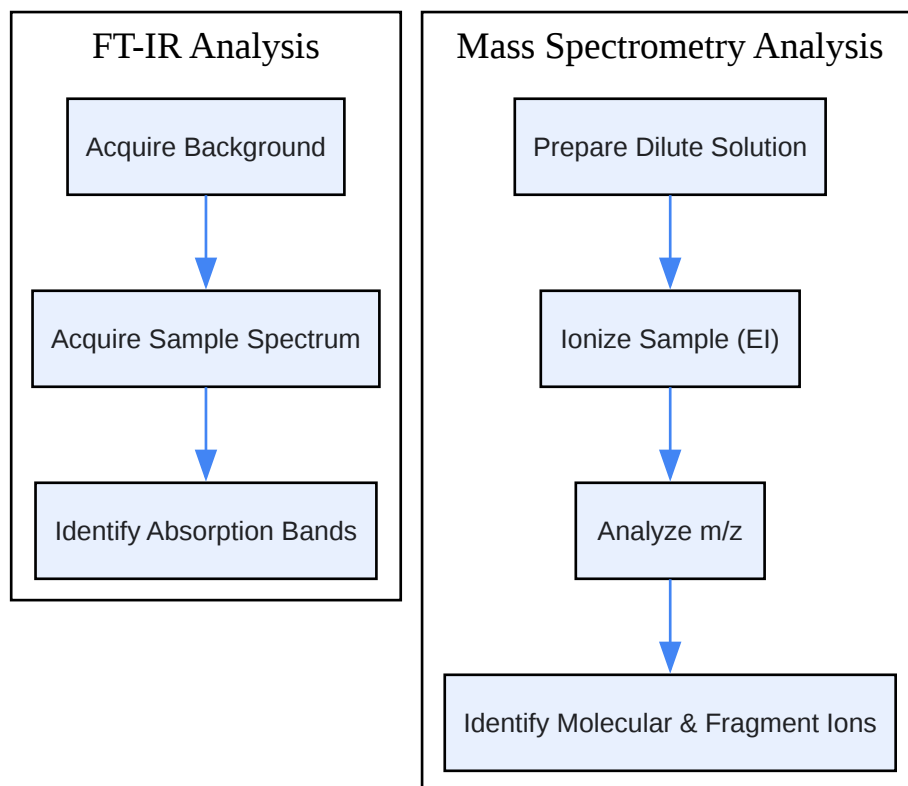 FT-IR Analysis
Acquire Background
Acquire Sample Spectrum
Identify Absorption Bands
Mass Spectrometry Analysis
Prepare Dilute Solution
Ionize Sample (EI)
Analyze m/z
Identify Molecular & Fragment Ions